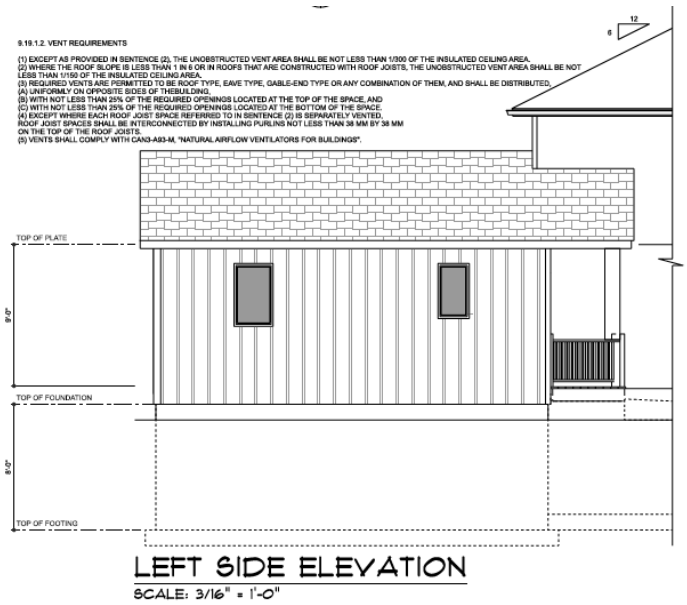 12
6
9.19.1.2. VENT REQUIREMENTS
(1) EXCEPT AS PROVIDED IN SENTENCE (2), THE UNOBSTRUCTED VENT AREA SHALL BE NOT LESS THAN 1/300 OF THE INSULATED CEILING AREA.
(2) WHERE THE ROOF SLOPE IS LESS THAN 1 IN 6 OR IN ROOFS THAT ARE CONSTRUCTED WITH ROOF JOISTS, THE UNOBSTRUCTED VENT AREA SHALL BE NOT
LESS THAN 1/150 OF THE INSULATED CEILING AREA.
(3) REQUIRED VENTS ARE PERMITTED TO BE ROOF TYPE, EAVE TYPE, GABLE-END TYPE OR ANY COMBINATION OF THEM, AND SHALL BE DISTRIBUTED,
(A) UNIFORMLY ON OPPOSITE SIDES OF THEBUILDING,
(B) WITH NOT LESS THAN 25% OF THE REQUIRED OPENINGS LOCATED AT THE TOP OF THE SPACE, AND
(C) WITH NOT LESS THAN 25% OF THE REQUIRED OPENINGS LOCATED AT THE BOTTOM OF THE SPACE.
(4) EXCEPT WHERE EACH ROOF JOIST SPACE REFERRED TO IN SENTENCE (2) IS SEPARATELY VENTED,
ROOF JOIST SPACES SHALL BE INTERCONNECTED BY INSTALLING PURLINS NOT LESS THAN 38 MM BY 38 MM
ON THE TOP OF THE ROOF JOISTS.
(5) VENTS SHALL COMPLY WITH CAN3-A93-M, "NATURAL AIRFLOW VENTILATORS FOR BUILDINGS".
TOP OF PLATE
9'-0"
TOP OF FOUNDATION
8'-0"
TOP OF FOOTING
LEFT SIDE ELEVATION
SCALE: 3/16" = 1'-0"